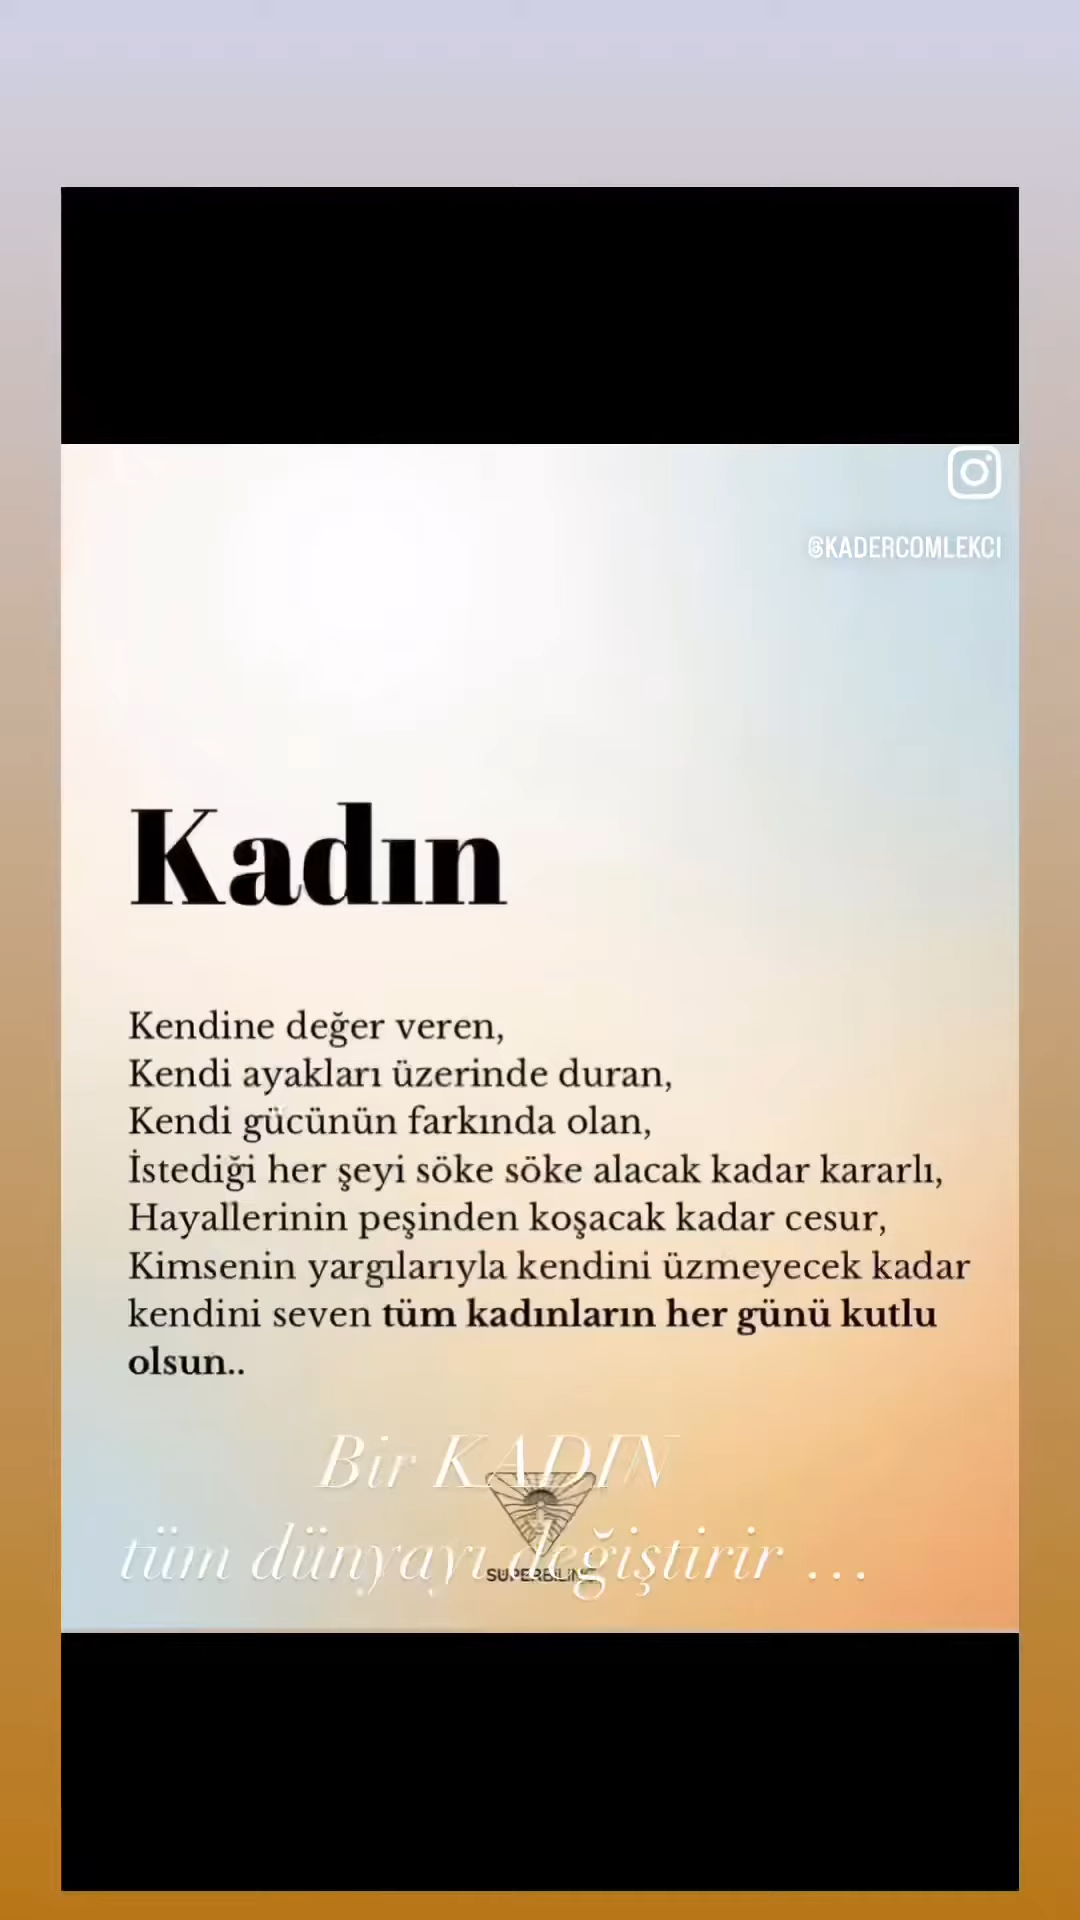 @KADERCOMLEKCI
Kadın
Kendine değer veren,
Kendi ayakları üzerinde duran,
Kendi gücünün farkında olan,
İstediği her şeyi söke söke alacak kadar kararlı,
Hayallerinin peşinden koşacak kadar cesur,
Kimsenin yargılarıyla kendini üzmeyecek kadar
kendini seven tüm kadınların her günü kutlu
olsun..
Bir KADIN
tüm dünyayı değiştirir ...